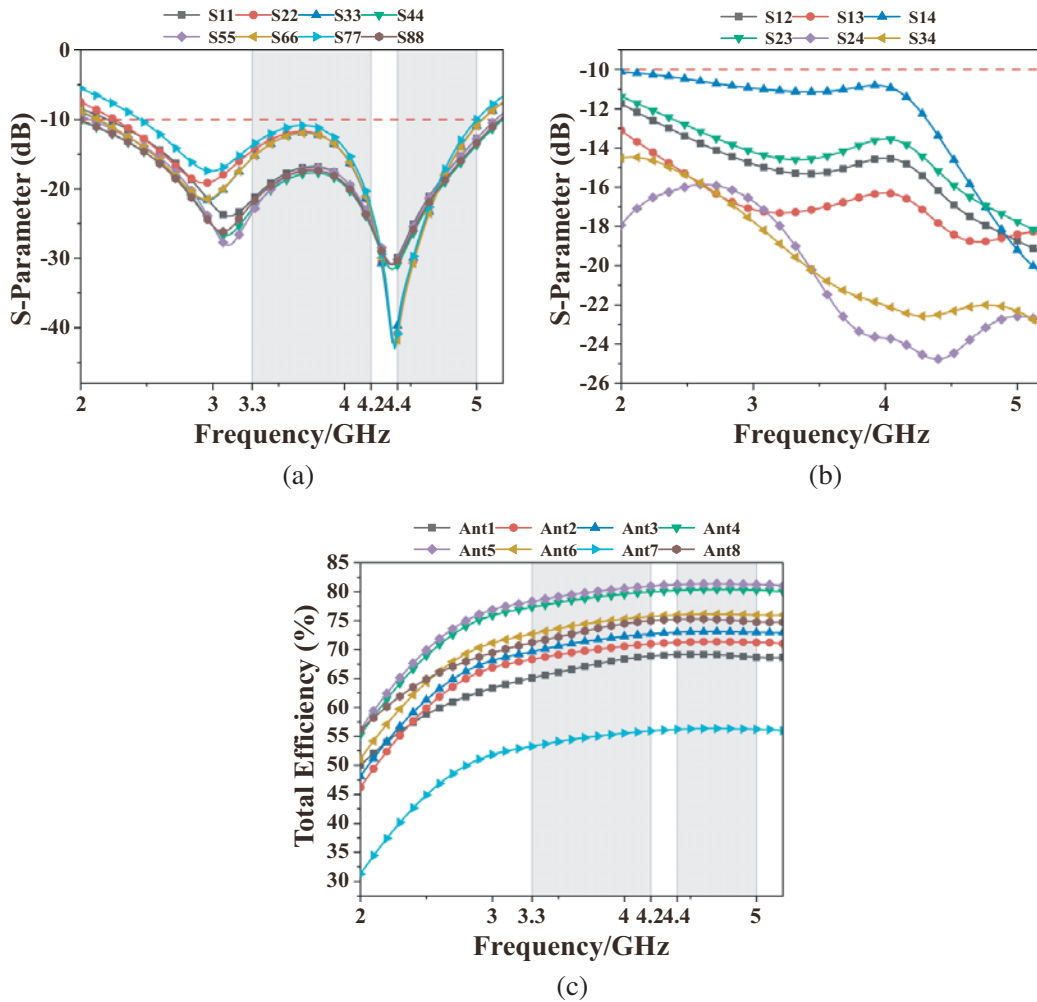 S11 S22 S33 S44
S55 S66 S77 S88
0
-10
-20
-30
-40
S-Parameter (dB)
2 3 3.3 4 4.2 4.4 5
Frequency/GHz
(a)
S12 S13 S14
S23 S24 S34
-10
-12
-14
-16
-18
-20
-22
-24
-26
S-Parameter (dB)
2 3 4 5
Frequency/GHz
(b)
Ant1 Ant2 Ant3 Ant4
Ant5 Ant6 Ant7 Ant8
85
80
75
70
65
60
55
50
45
40
35
30
Total Efficiency (%)
2 3 3.3 4 4.2 4.4 5
Frequency/GHz
(c)